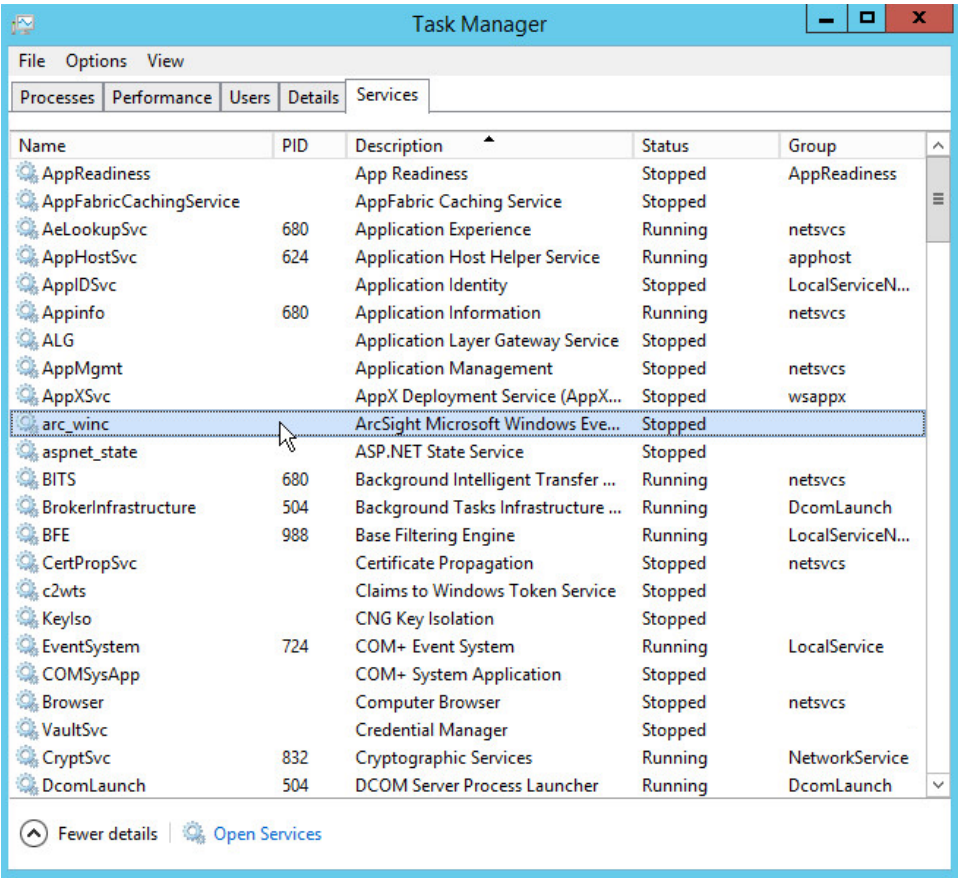 Task Manager
File Options View
Processes Performance Users Details Services
Name PID Description Status Group
AppReadiness App Readiness Stopped AppReadiness
AppFabricCachingService AppFabric Caching Service Stopped
AeLookupSvc 680 Application Experience Running netsvcs
AppHostSvc 624 Application Host Helper Service Running apphost
AppIDSvc Application Identity Stopped LocalServiceN...
Appinfo 680 Application Information Running netsvcs
ALG Application Layer Gateway Service Stopped
AppMgmt Application Management Stopped netsvcs
AppXSvc AppX Deployment Service (AppX... Stopped wsappx
arc_winc ArcSight Microsoft Windows Eve... Stopped
aspnet_state ASP.NET State Service Stopped
BITS 680 Background Intelligent Transfer ... Running netsvcs
BrokerInfrastructure 504 Background Tasks Infrastructure ... Running DcomLaunch
BFE 988 Base Filtering Engine Running LocalServiceN...
CertPropSvc Certificate Propagation Stopped netsvcs
c2wts Claims to Windows Token Service Stopped
KeyIso CNG Key Isolation Stopped
EventSystem 724 COM+ Event System Running LocalService
COMSysApp COM+ System Application Stopped
Browser Computer Browser Stopped netsvcs
VaultSvc Credential Manager Stopped
CryptSvc 832 Cryptographic Services Running NetworkService
DcomLaunch 504 DCOM Server Process Launcher Running DcomLaunch
Fewer details Open Services